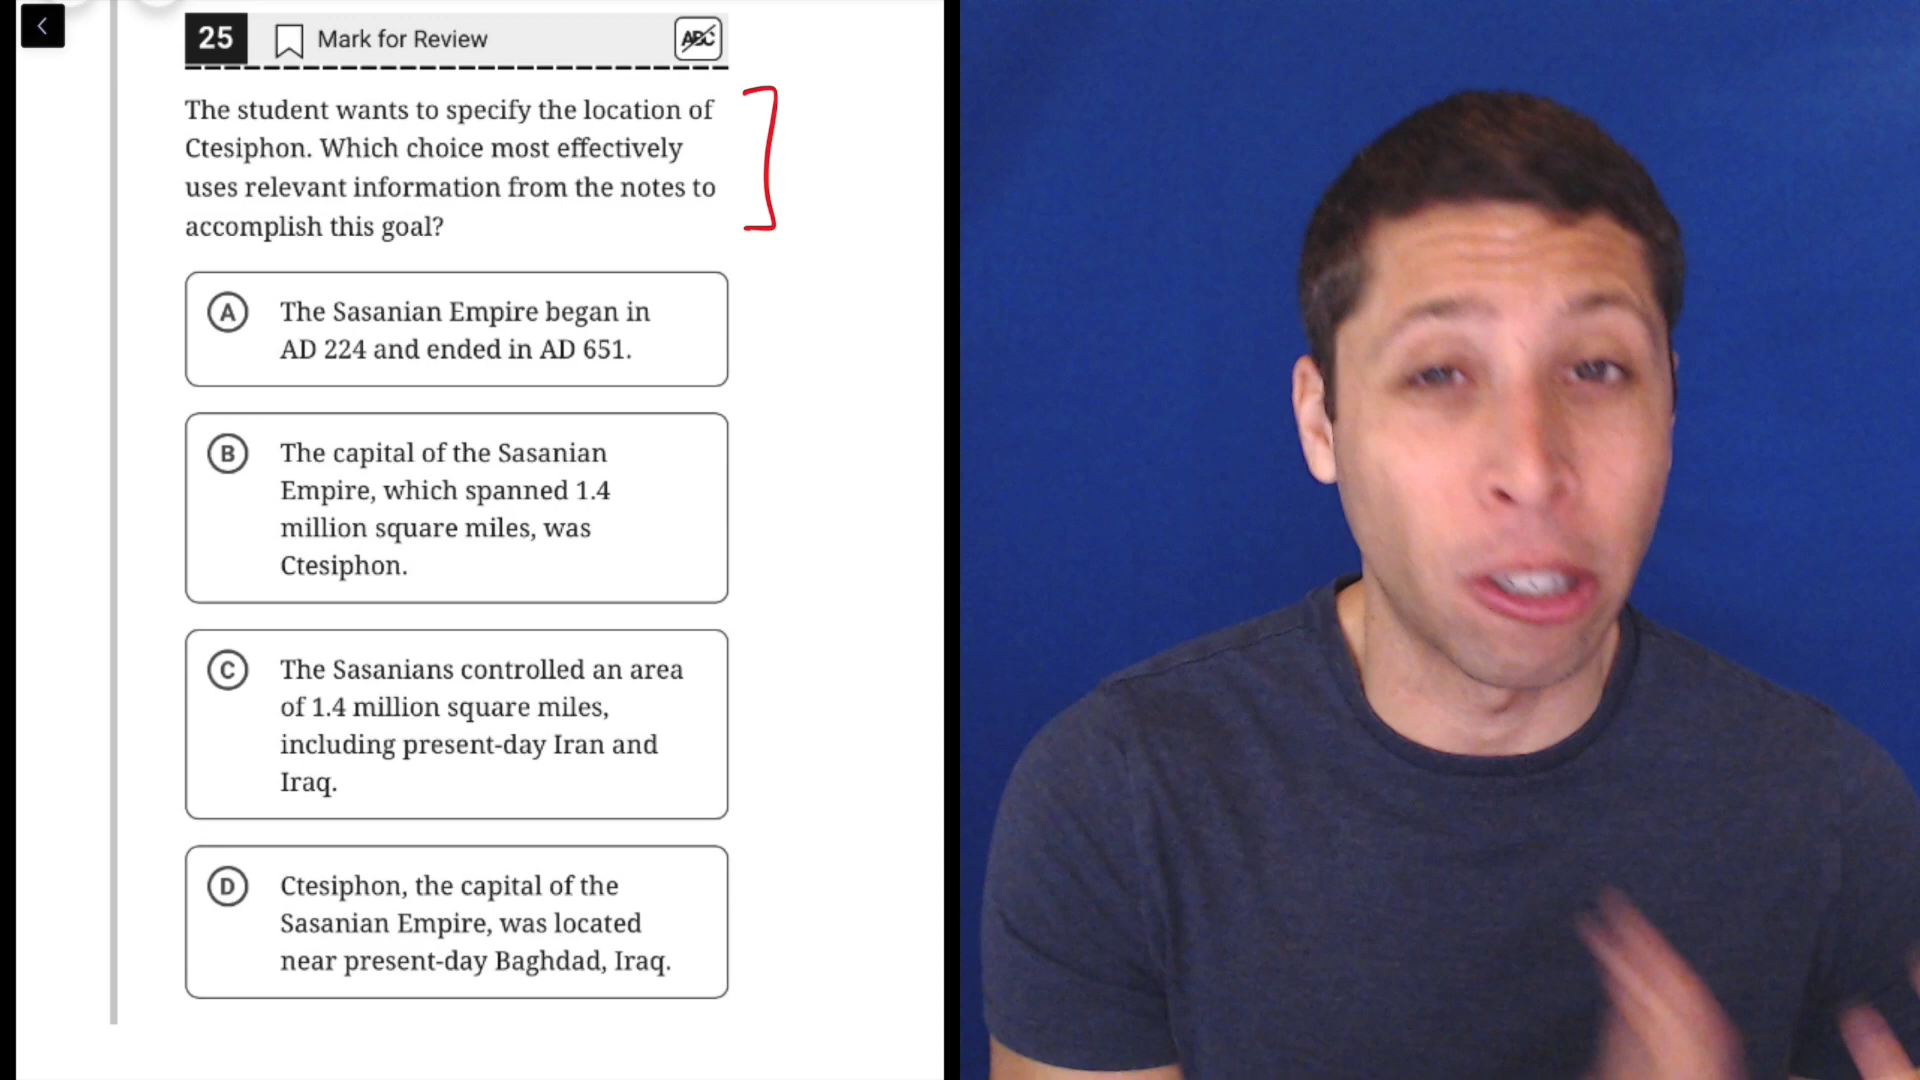 25 Mark for Review ABC
The student wants to specify the location of
Ctesiphon. Which choice most effectively
uses relevant information from the notes to
accomplish this goal?
A The Sasanian Empire began in
AD 224 and ended in AD 651.
B The capital of the Sasanian
Empire, which spanned 1.4
million square miles, was
Ctesiphon.
C The Sasanians controlled an area
of 1.4 million square miles,
including present-day Iran and
Iraq.
D Ctesiphon, the capital of the
Sasanian Empire, was located
near present-day Baghdad, Iraq.